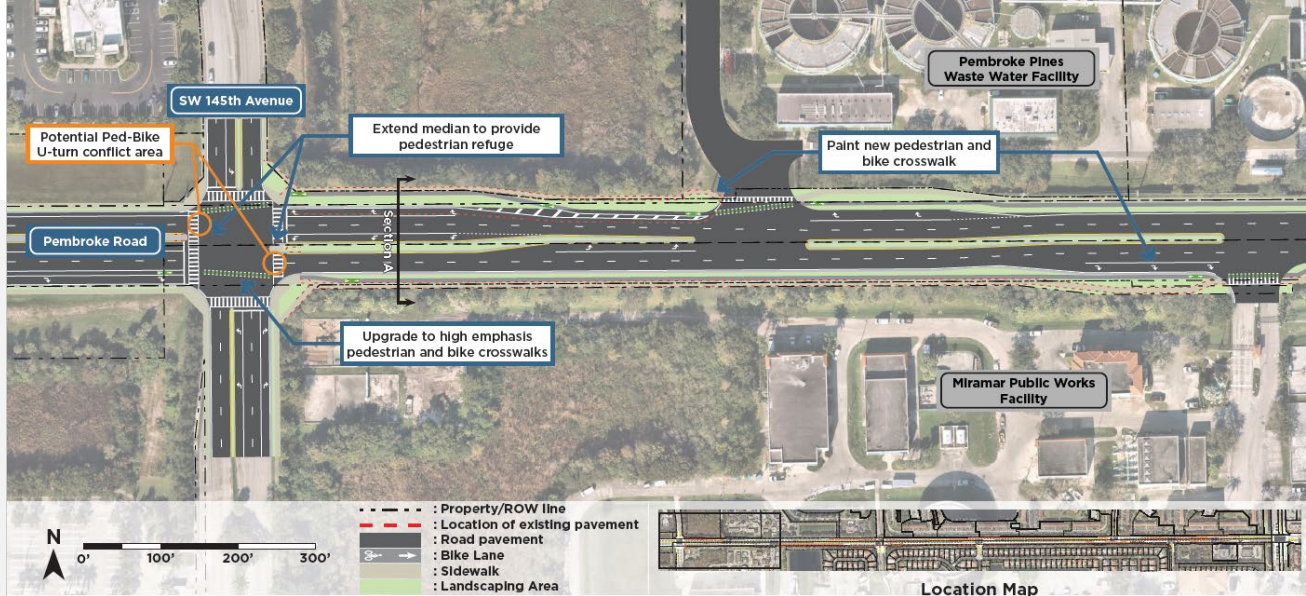 Pembroke Pines
Waste Water Facility
SW 145th Avenue
Potential Ped-Bike
U-turn conflict area
Extend median to provide
pedestrian refuge
Paint new pedestrian and
bike crosswalk
Pembroke Road
Section A
Upgrade to high emphasis
pedestrian and bike crosswalks
Miramar Public Works
Facility
N
0' 100' 200' 300'
: Property/ROW line
: Location of existing pavement
: Road pavement
: Bike Lane
: Sidewalk
: Landscaping Area
Location Map